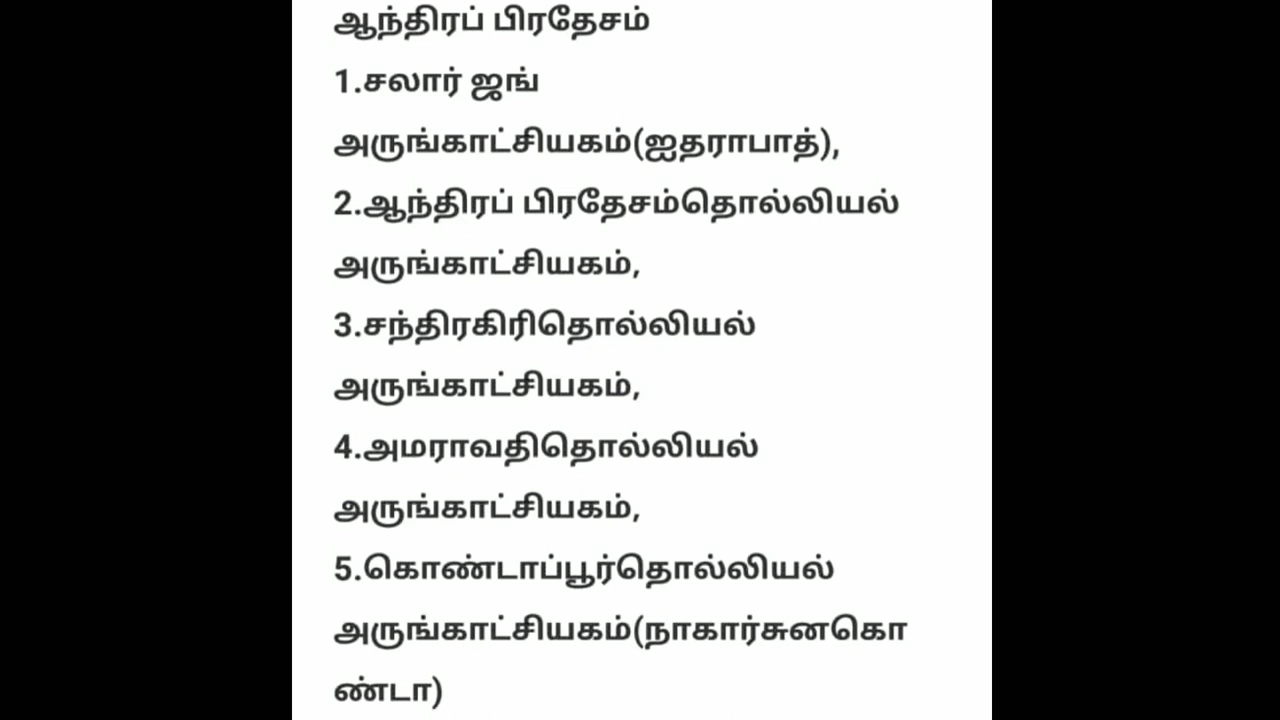 ஆந்திரப் பிரதேசம்
1.சலார் ஜங்
அருங்காட்சியகம்(ஐதராபாத்),
2.ஆந்திரப் பிரதேசம்தொல்லியல்
அருங்காட்சியகம்,
3.சந்திரகிரிதொல்லியல்
அருங்காட்சியகம்,
4.அமராவதிதொல்லியல்
அருங்காட்சியகம்,
5.கொண்டாப்பூர்தொல்லியல்
அருங்காட்சியகம்(நாகார்சுனகொ
ண்டா)